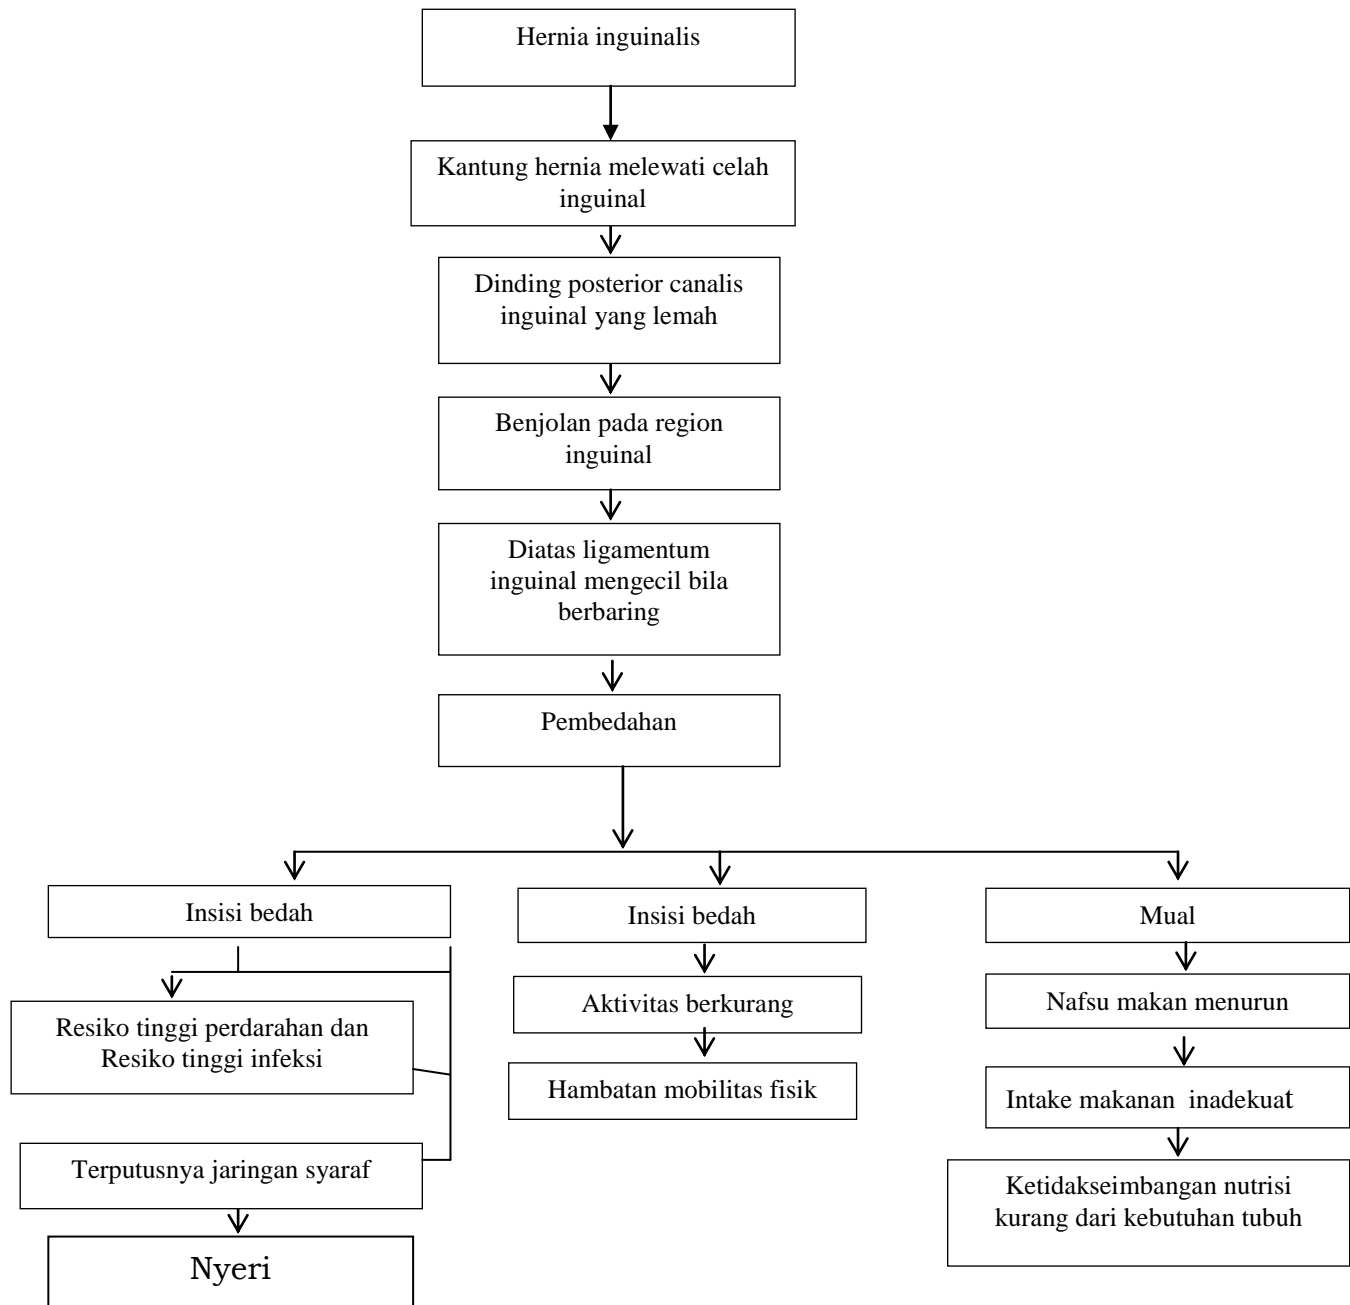 Hernia inguinalis
Kantung hernia melewati celah
inguinal
Dinding posterior canalis
inguinal yang lemah
Benjolan pada region
inguinal
Diatas ligamentum
inguinal mengecil bila
berbaring
Pembedahan
Insisi bedah
Resiko tinggi perdarahan dan
Resiko tinggi infeksi
Terputusnya jaringan syaraf
Nyeri
Insisi bedah
Aktivitas berkurang
Hambatan mobilitas fisik
Mual
Nafsu makan menurun
Intake makanan inadekuat
Ketidakseimbangan nutrisi
kurang dari kebutuhan tubuh